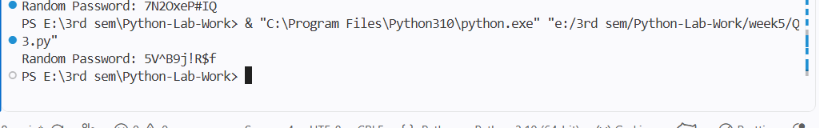 Random Password: 7N2OxeP#IQ
PS E:\3rd sem\Python-Lab-Work> & "C:\Program Files\Python310\python.exe" "e:/3rd sem/Python-Lab-Work/week5/Q
3.py"
Random Password: 5V^B9j!R$f
PS E:\3rd sem\Python-Lab-Work>